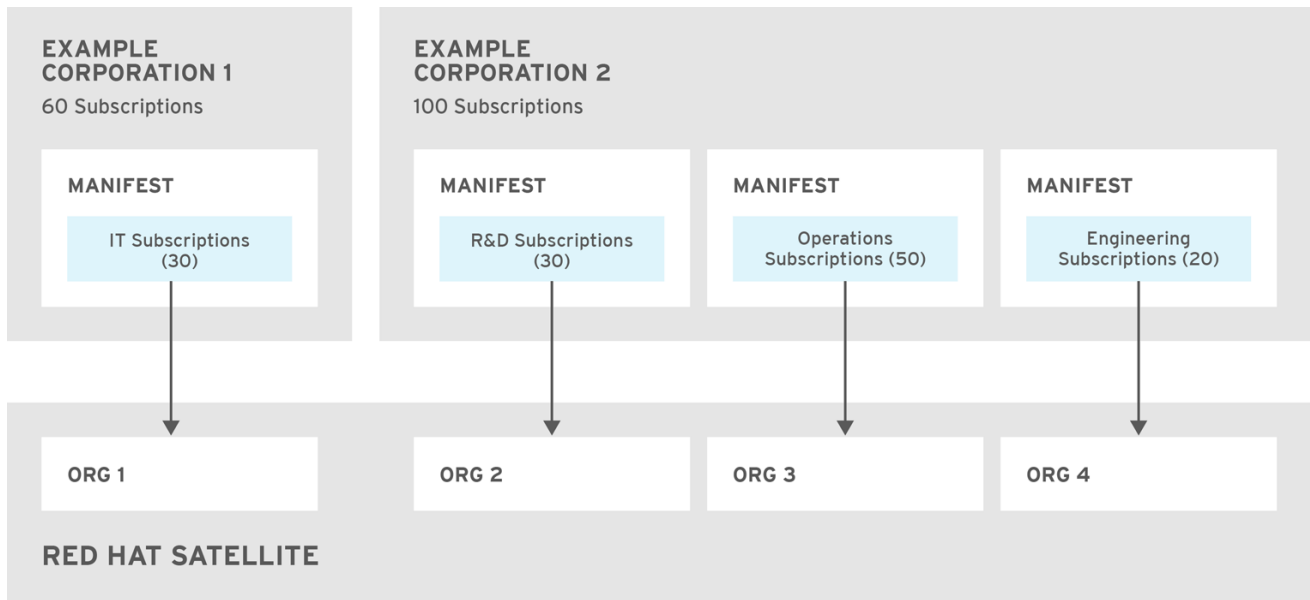 EXAMPLE
CORPORATION 1
60 Subscriptions
MANIFEST
IT Subscriptions
(30)
EXAMPLE
CORPORATION 2
100 Subscriptions
MANIFEST
R&D Subscriptions
(30)
MANIFEST
Operations
Subscriptions (50)
MANIFEST
Engineering
Subscriptions (20)
ORG 1
ORG 2
ORG 3
ORG 4
RED HAT SATELLITE